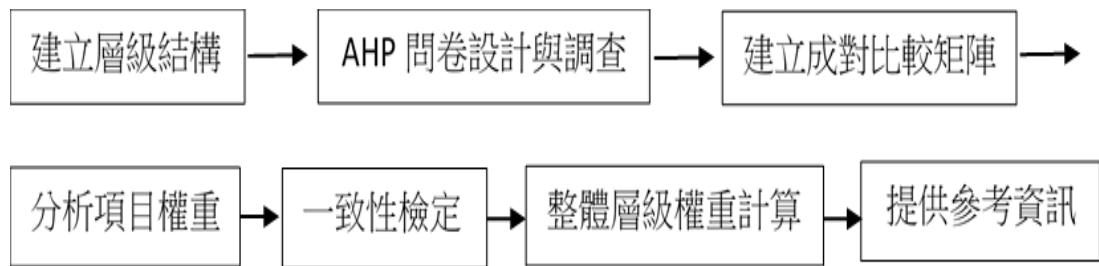 建立層級結構
AHP 問卷設計與調查
建立成對比較矩陣
分析項目權重
一致性檢定
整體層級權重計算
提供參考資訊